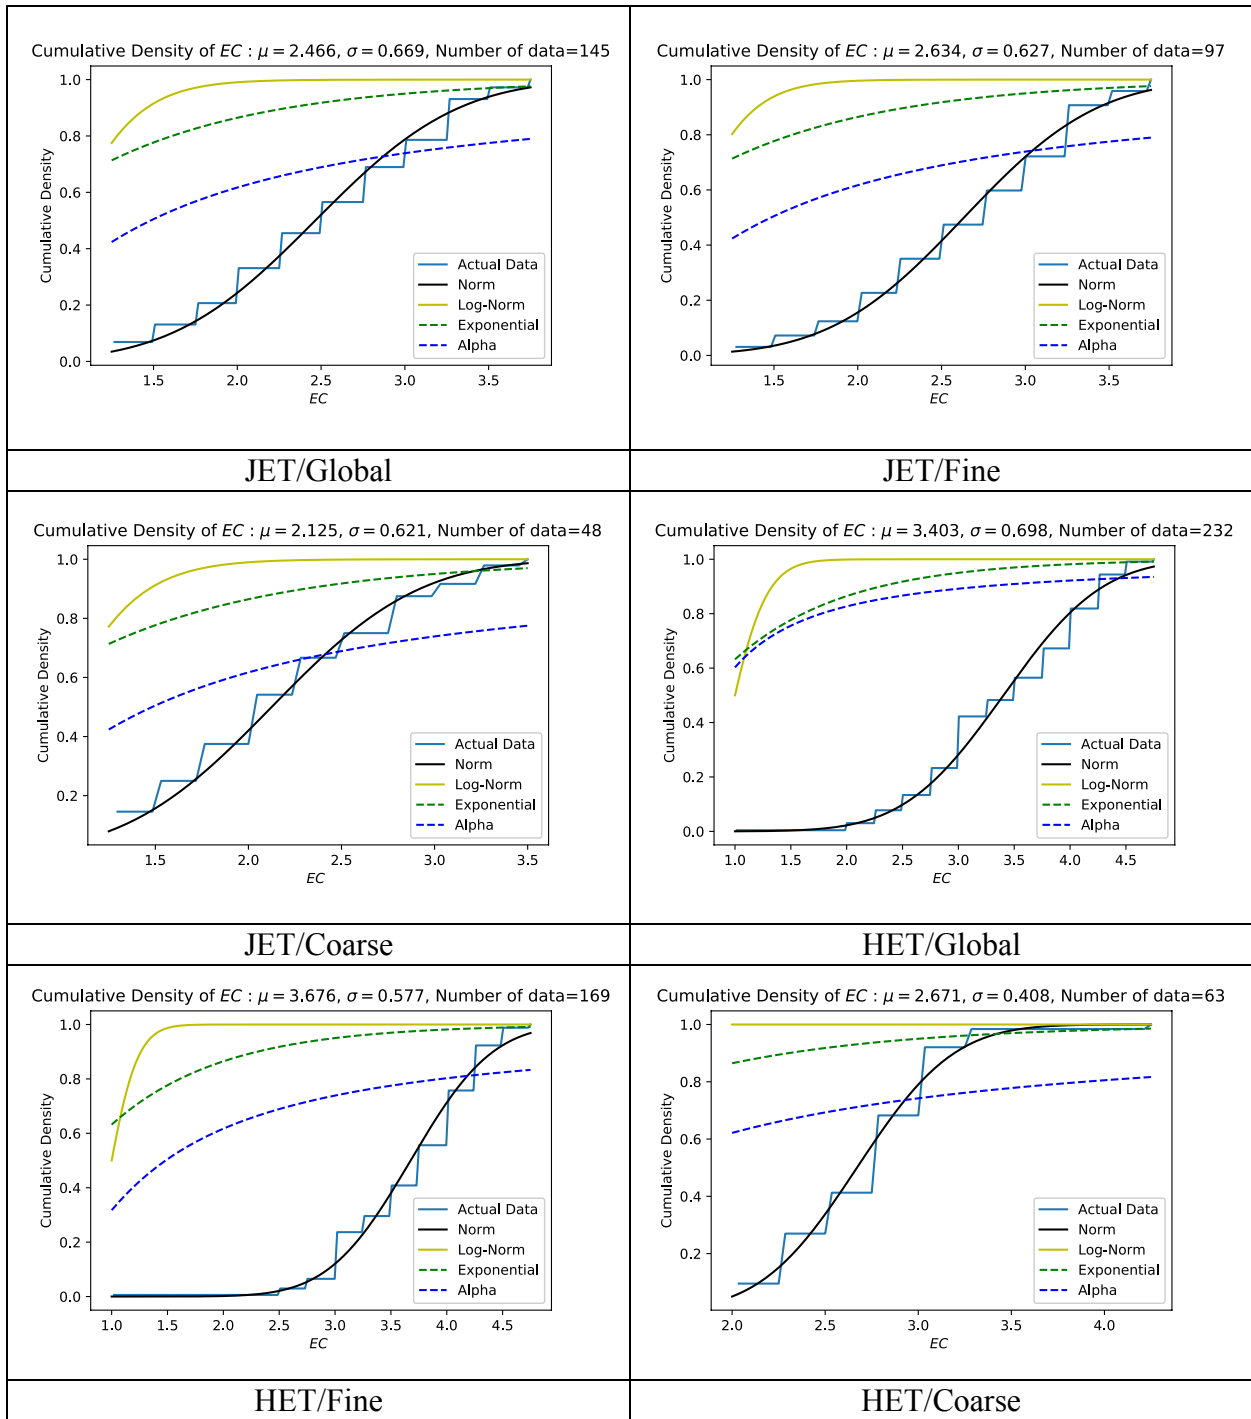 Cumulative Density of EC : μ = 2.466, σ = 0.669, Number of data=145
Cumulative Density
1.0
0.8
0.6
0.4
0.2
0.0
1.5 2.0 2.5 3.0 3.5
EC
Actual Data
Norm
Log-Norm
Exponential
Alpha
JET/Global
Cumulative Density of EC : μ = 2.634, σ = 0.627, Number of data=97
Cumulative Density
1.0
0.8
0.6
0.4
0.2
0.0
1.5 2.0 2.5 3.0 3.5
EC
Actual Data
Norm
Log-Norm
Exponential
Alpha
JET/Fine
Cumulative Density of EC : μ = 2.125, σ = 0.621, Number of data=48
Cumulative Density
1.0
0.8
0.6
0.4
0.2
1.5 2.0 2.5 3.0 3.5
EC
Actual Data
Norm
Log-Norm
Exponential
Alpha
JET/Coarse
Cumulative Density of EC : μ = 3.403, σ = 0.698, Number of data=232
Cumulative Density
1.0
0.8
0.6
0.4
0.2
0.0
1.0 1.5 2.0 2.5 3.0 3.5 4.0 4.5
EC
Actual Data
Norm
Log-Norm
Exponential
Alpha
HET/Global
Cumulative Density of EC : μ = 3.676, σ = 0.577, Number of data=169
Cumulative Density
1.0
0.8
0.6
0.4
0.2
0.0
1.0 1.5 2.0 2.5 3.0 3.5 4.0 4.5
EC
Actual Data
Norm
Log-Norm
Exponential
Alpha
HET/Fine
Cumulative Density of EC : μ = 2.671, σ = 0.408, Number of data=63
Cumulative Density
1.0
0.8
0.6
0.4
0.2
2.0 2.5 3.0 3.5 4.0
EC
Actual Data
Norm
Log-Norm
Exponential
Alpha
HET/Coarse